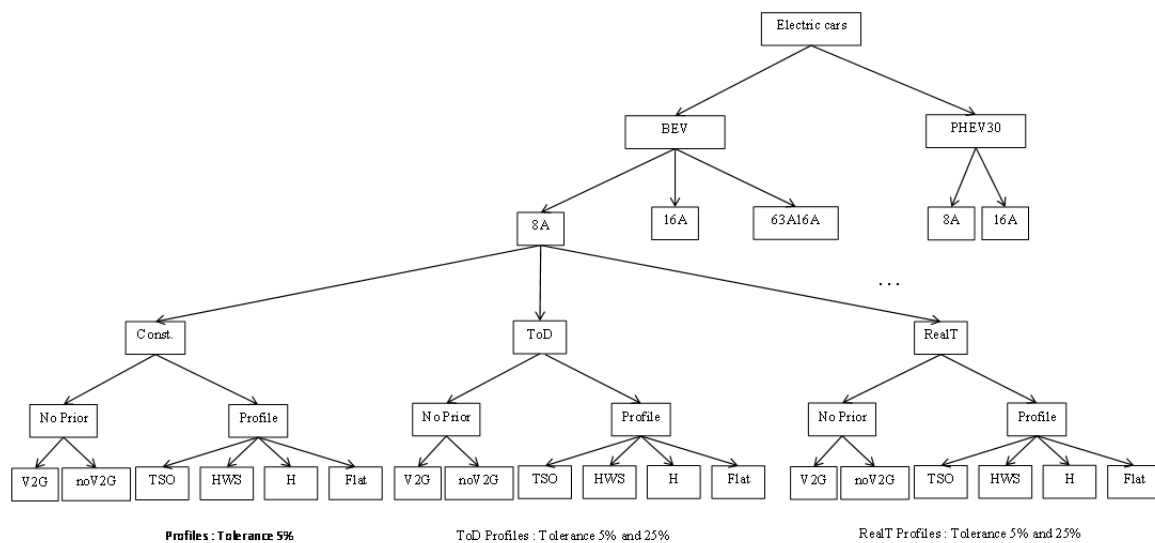 Electric cars
BEV
PHEV30
8A
16A
63A16A
8A
16A
...
Const.
ToD
RealT
No Prior
Profile
No Prior
Profile
No Prior
Profile
V2G
noV2G
TSO
HWS
H
Flat
V2G
noV2G
TSO
HWS
H
Flat
V2G
noV2G
TSO
HWS
H
Flat
Profiles : Tolerance 5%
ToD Profiles : Tolerance 5% and 25%
RealT Profiles : Tolerance 5% and 25%